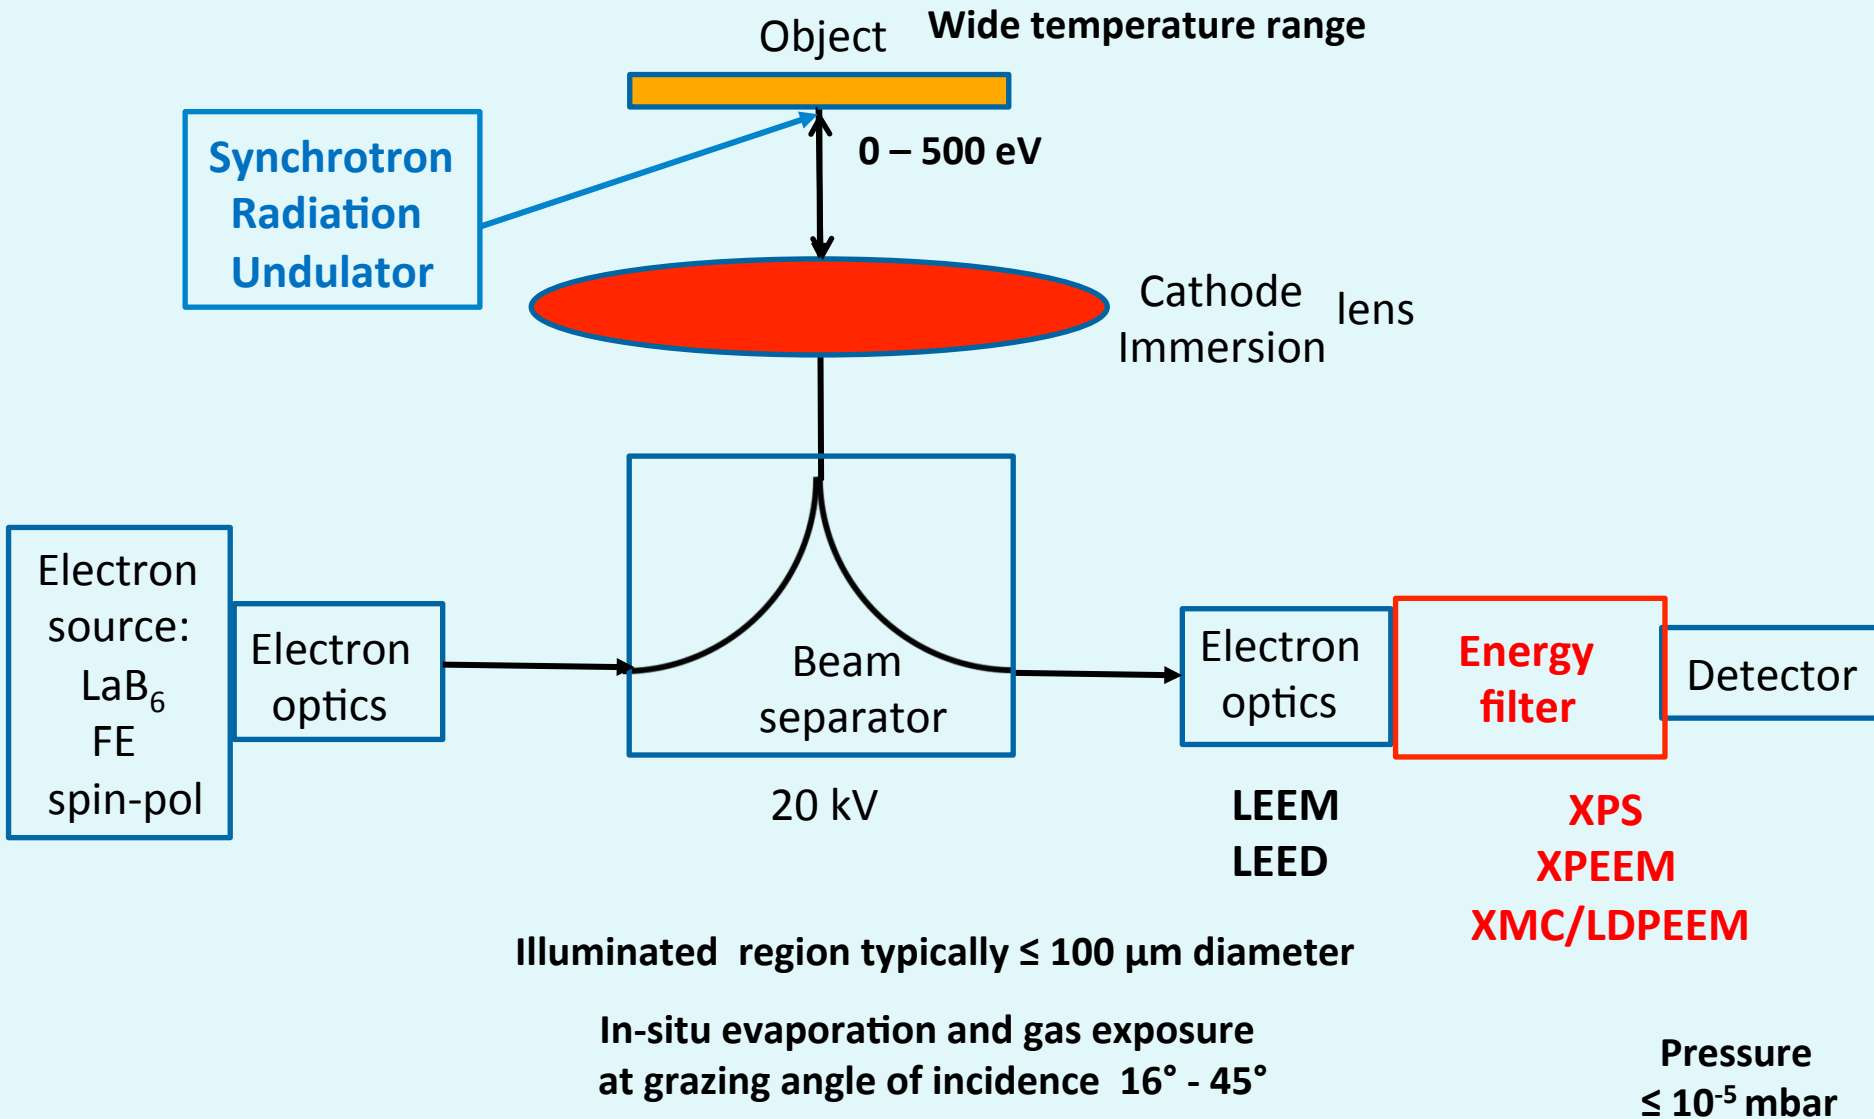 Object
Wide temperature range
Synchrotron
Radiation
Undulator
0 – 500 eV
Cathode
Immersion
lens
Electron
source:
LaB₆
FE
spin-pol
Electron
optics
Beam
separator
20 kV
Electron
optics
Energy
filter
Detector
LEEM
LEED
XPS
XPEEM
XMC/LDPEEM
Illuminated region typically ≤ 100 μm diameter
In-situ evaporation and gas exposure
at grazing angle of incidence 16° - 45°
Pressure
≤ 10⁻⁵ mbar